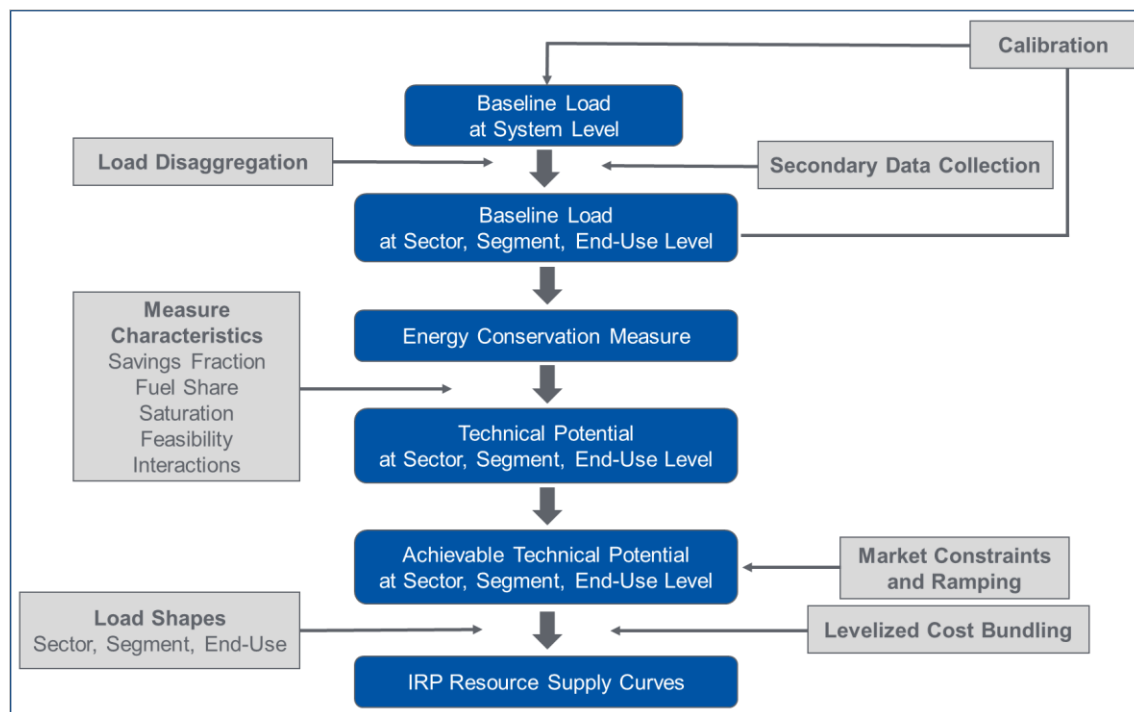 Calibration
Baseline Load
at System Level
Load Disaggregation
Secondary Data Collection
Baseline Load
at Sector, Segment, End-Use Level
Measure
Characteristics
Savings Fraction
Fuel Share
Saturation
Feasibility
Interactions
Energy Conservation Measure
Technical Potential
at Sector, Segment, End-Use Level
Achievable Technical Potential
at Sector, Segment, End-Use Level
Market Constraints
and Ramping
Load Shapes
Sector, Segment, End-Use
Levelized Cost Bundling
IRP Resource Supply Curves